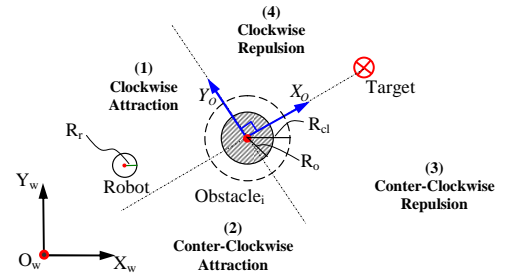 (4)
Clockwise
Repulsion
(1)
Clockwise
Attraction
Y_O
X_O
Target
R_cl
R_r
R_o
Robot
(3)
Conter-Clockwise
Repulsion
Obstacle_i
Y_w
(2)
Conter-Clockwise
Attraction
O_w
X_w